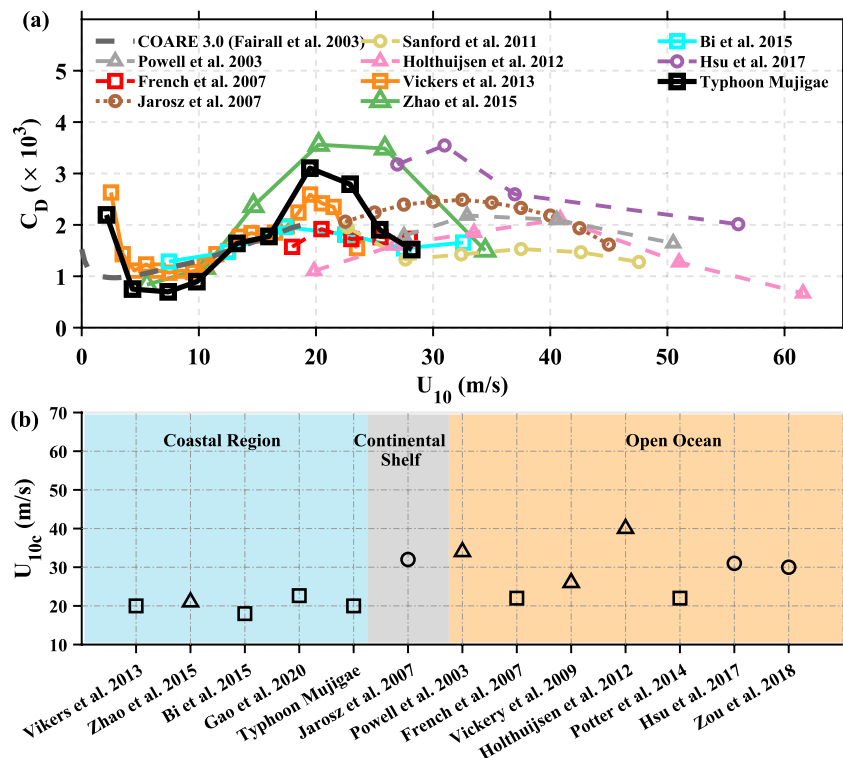 (a)
COARE 3.0 (Fairall et al. 2003)
Powell et al. 2003
French et al. 2007
Jarosz et al. 2007
Sanford et al. 2011
Holthuijsen et al. 2012
Vickers et al. 2013
Zhao et al. 2015
Bi et al. 2015
Hsu et al. 2017
Typhoon Mujigae
C_D (× 10^3)
5
4
3
2
1
0
0 10 20 30 40 50 60
U_10 (m/s)
(b)
Coastal Region
Continental
Shelf
Open Ocean
U_10c (m/s)
70
60
50
40
30
20
10
Vikers et al. 2013
Zhao et al. 2015
Bi et al. 2015
Gao et al. 2020
Typhoon Mujigae
Jarosz et al. 2007
Powell et al. 2003
French et al. 2007
Vickery et al. 2009
Holthuijsen et al. 2012
Potter et al. 2014
Hsu et al. 2017
Zou et al. 2018